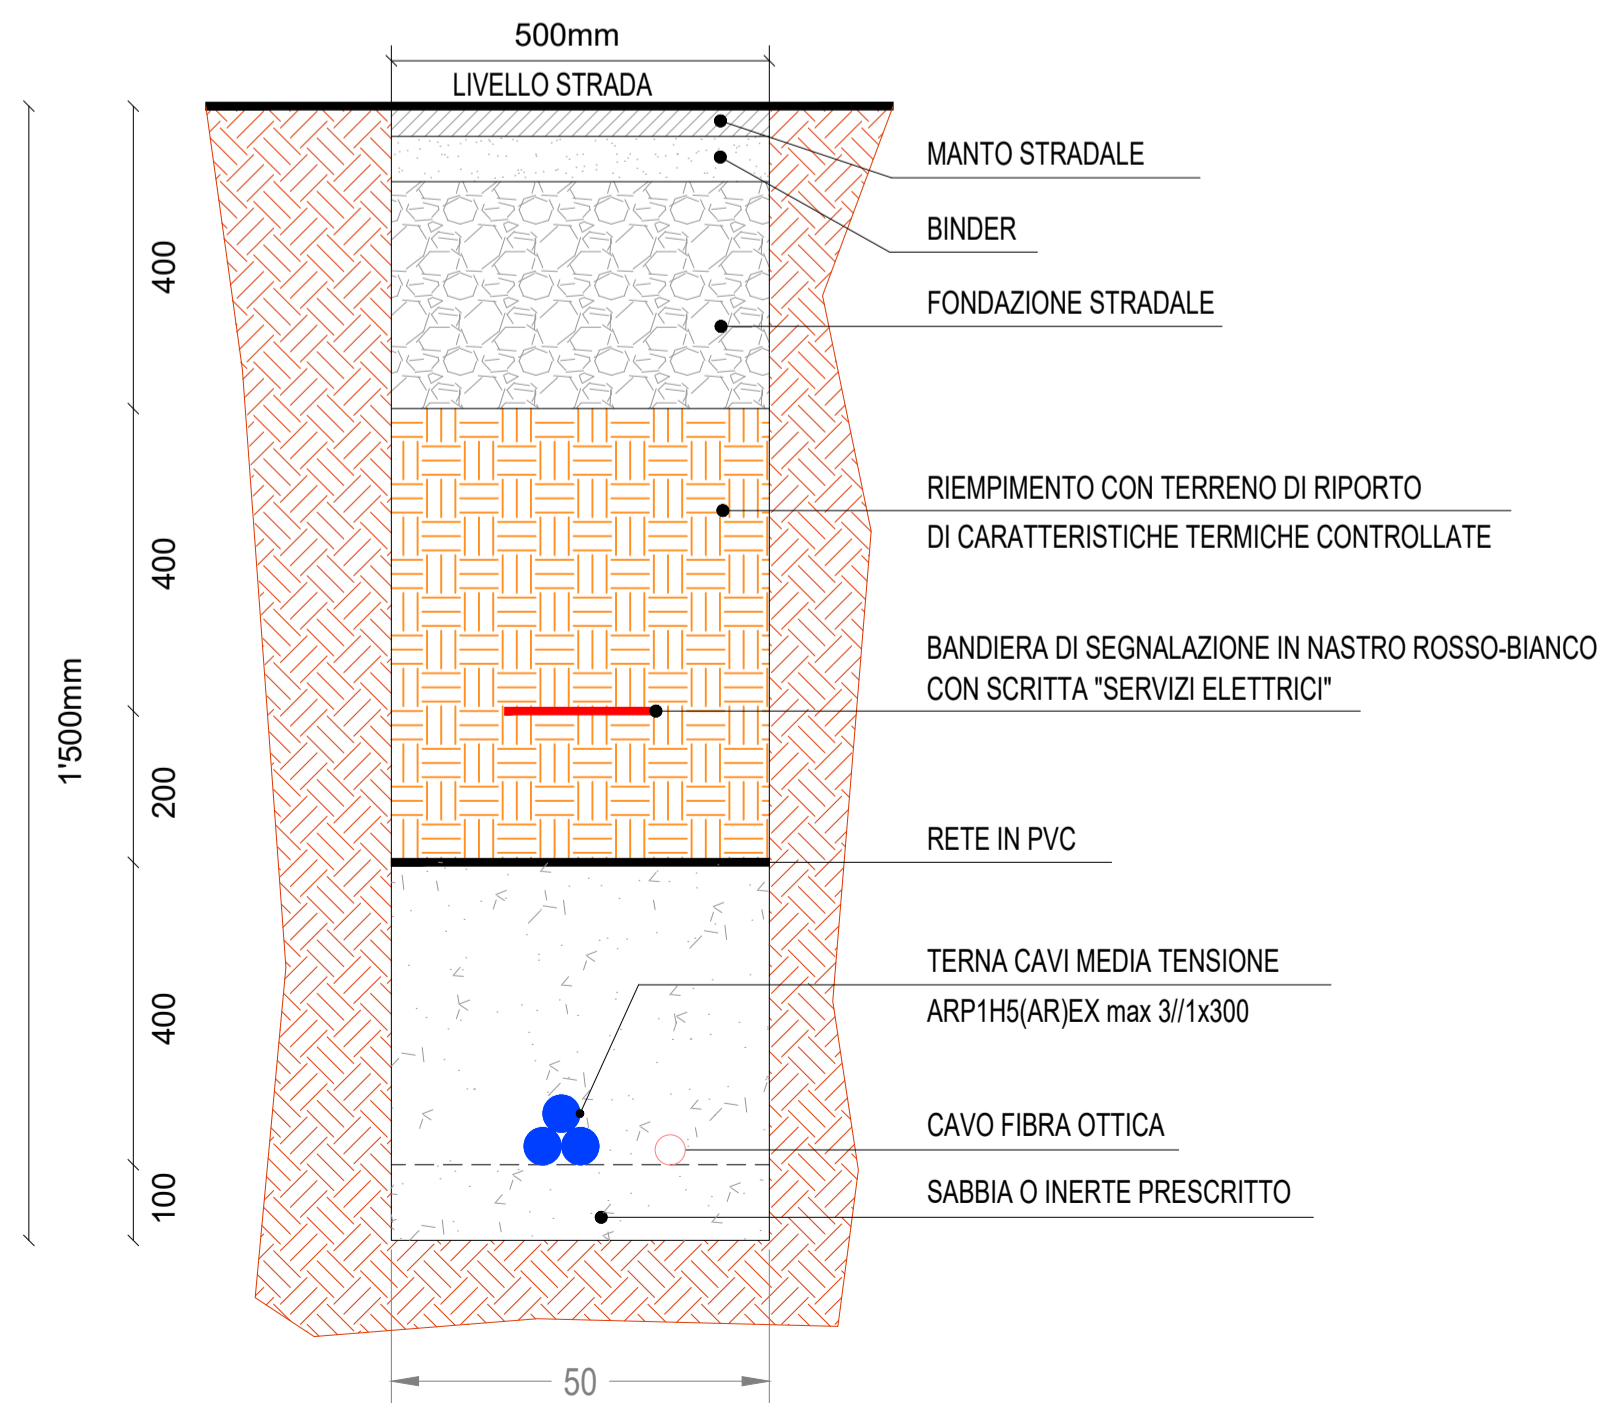 500mm
LIVELLO STRADA
MANTO STRADALE
BINDER
400
FONDAZIONE STRADALE
RIEMPIMENTO CON TERRENO DI RIPORTO
DI CARATTERISTICHE TERMICHE CONTROLLATE
400
BANDIERA DI SEGNALAZIONE IN NASTRO ROSSO-BIANCO
CON SCRITTA "SERVIZI ELETTRICI"
1'500mm
200
RETE IN PVC
TERNA CAVI MEDIA TENSIONE
ARP1H5(AR)EX max 3//1x300
400
CAVO FIBRA OTTICA
SABBIA O INERTE PRESCRITTO
100
50